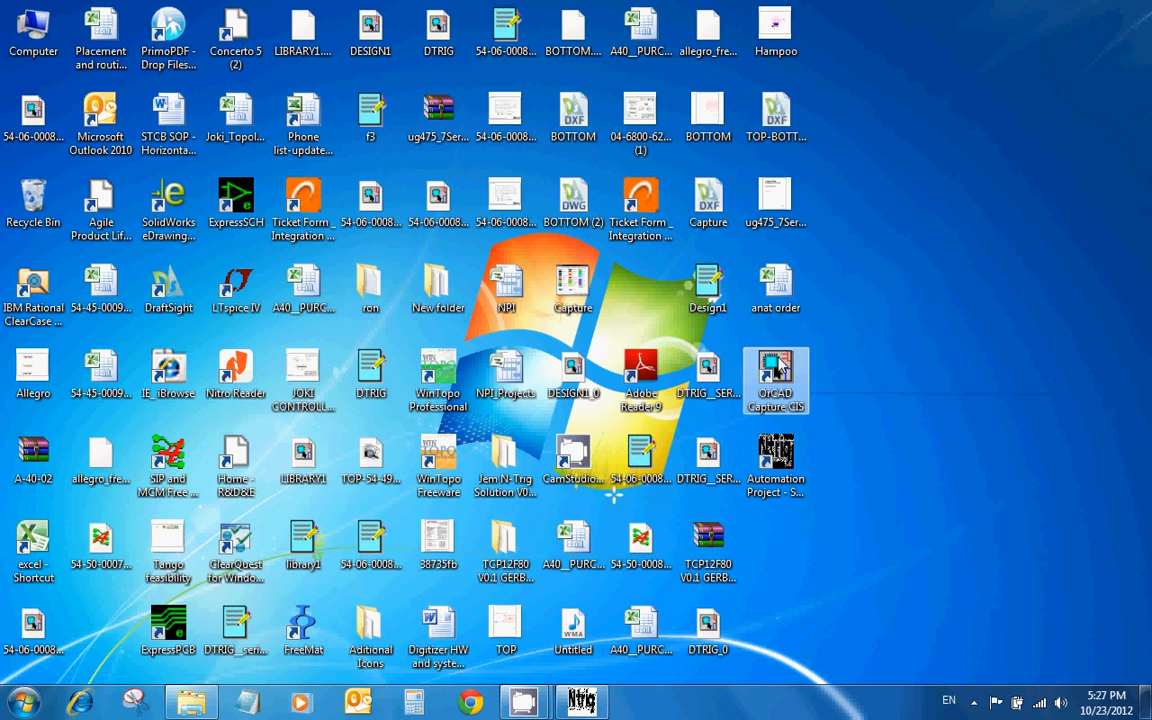 Computer
Placement
and routi...
PrimoPDF -
Drop Files...
Concerto 5
(2)
LIBRARY1....
DESIGN1
DTRIG
54-06-0008...
BOTTOM....
A40__PURC...
allegro_fre...
Hampoo
54-06-0008...
Microsoft
Outlook 2010
STCB SOP -
Horizonta...
Joki_Topol...
Phone
list-update...
f3
ug475_7Ser...
54-06-0008...
BOTTOM
04-6800-62...
(1)
BOTTOM
TOP-BOTT...
Recycle Bin
Agile
Product Lif...
SolidWorks
eDrawing...
ExpressSCH
Ticket Form _
Integration ...
54-06-0008...
54-06-0008...
54-06-0008...
BOTTOM (2)
Ticket Form _
Integration ...
Capture
ug475_7Ser...
IBM Rational
ClearCase ...
54-45-0009...
DraftSight
LTspice IV
A40__PURC...
ron
New folder
NPI
Capture
Design1
anat order
Allegro
54-45-0009...
IE_iBrowse
Nitro Reader
JOKI
CONTROLL...
DTRIG
WinTopo
Professional
NPI_Projects
DESIGN1_0
Adobe
Reader 9
DTRIG__SER...
OrCAD
Capture CIS
A-40-02
allegro_fre...
SIP and
MCM Free ...
Home -
R&D&E
LIBRARY1
TOP-54-49...
WinTopo
Freeware
Jem N-Trig
Solution V0...
CamStudio...
54-06-0008...
DTRIG__SER...
Automation
Project - S...
excel -
Shortcut
54-50-0007...
Tango
feasibility
ClearQuest
for Windo...
library1
54-06-0008...
38735fb
TCP12F80
V0.1 GERB...
A40__PURC...
54-50-0008...
TCP12F80
V0.1 GERB...
54-06-0008...
ExpressPCB
DTRIG__seri...
FreeMat
Aditional
Icons
Digitizer HW
and syste...
TOP
Untitled
A40__PURC...
DTRIG_0
EN
5:27 PM
10/23/2012